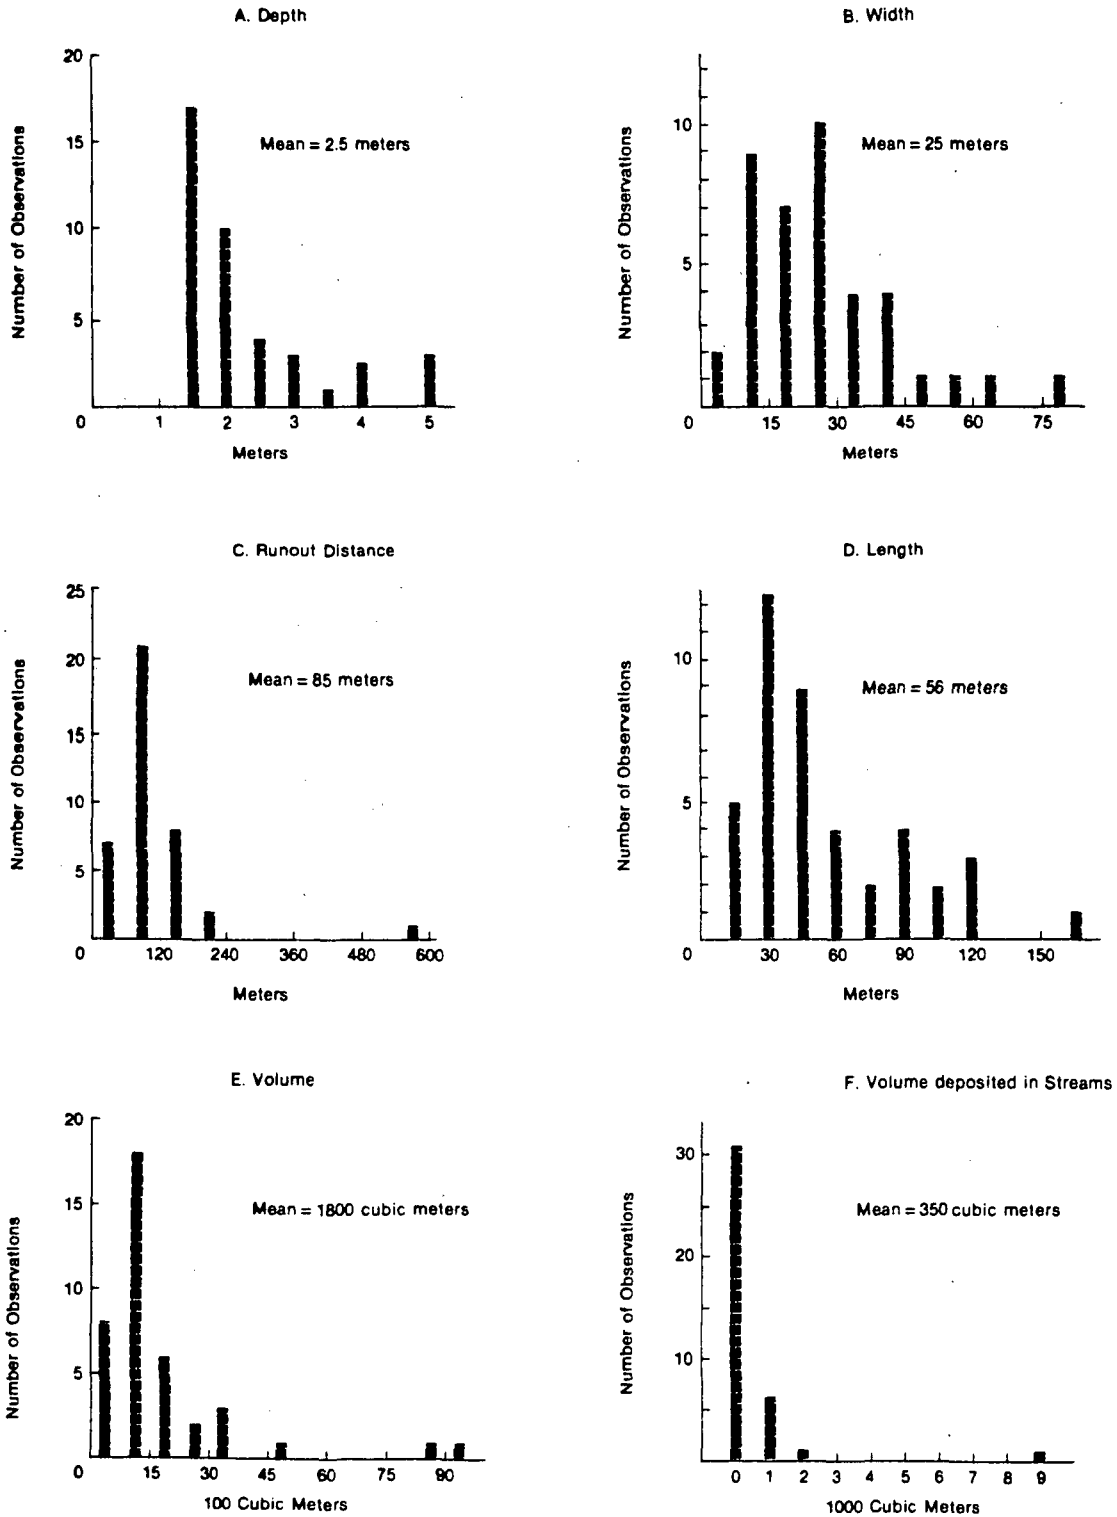 A. Depth
20
15
10
5
0
1
2
3
4
5
Number of Observations
Meters
Mean = 2.5 meters
B. Width
10
5
0
15
30
45
60
75
Number of Observations
Meters
Mean = 25 meters
C. Runout Distance
25
20
15
10
5
0
120
240
360
480
600
Number of Observations
Meters
Mean = 85 meters
D. Length
10
5
0
30
60
90
120
150
Number of Observations
Meters
Mean = 56 meters
E. Volume
20
15
10
5
0
15
30
45
60
75
90
Number of Observations
100 Cubic Meters
Mean = 1800 cubic meters
F. Volume deposited in Streams
30
20
10
0
1
2
3
4
5
6
7
8
9
Number of Observations
1000 Cubic Meters
Mean = 350 cubic meters